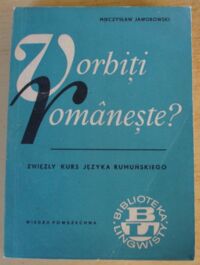 MIECZYSŁAW JAWOROWSKI
Vorbiți
românește?
ZWIĘZŁY KURS JĘZYKA RUMUŃSKIEGO
WIEDZA POWSZECHNA
BIBLIOTEKA
BL
LINGWISTY